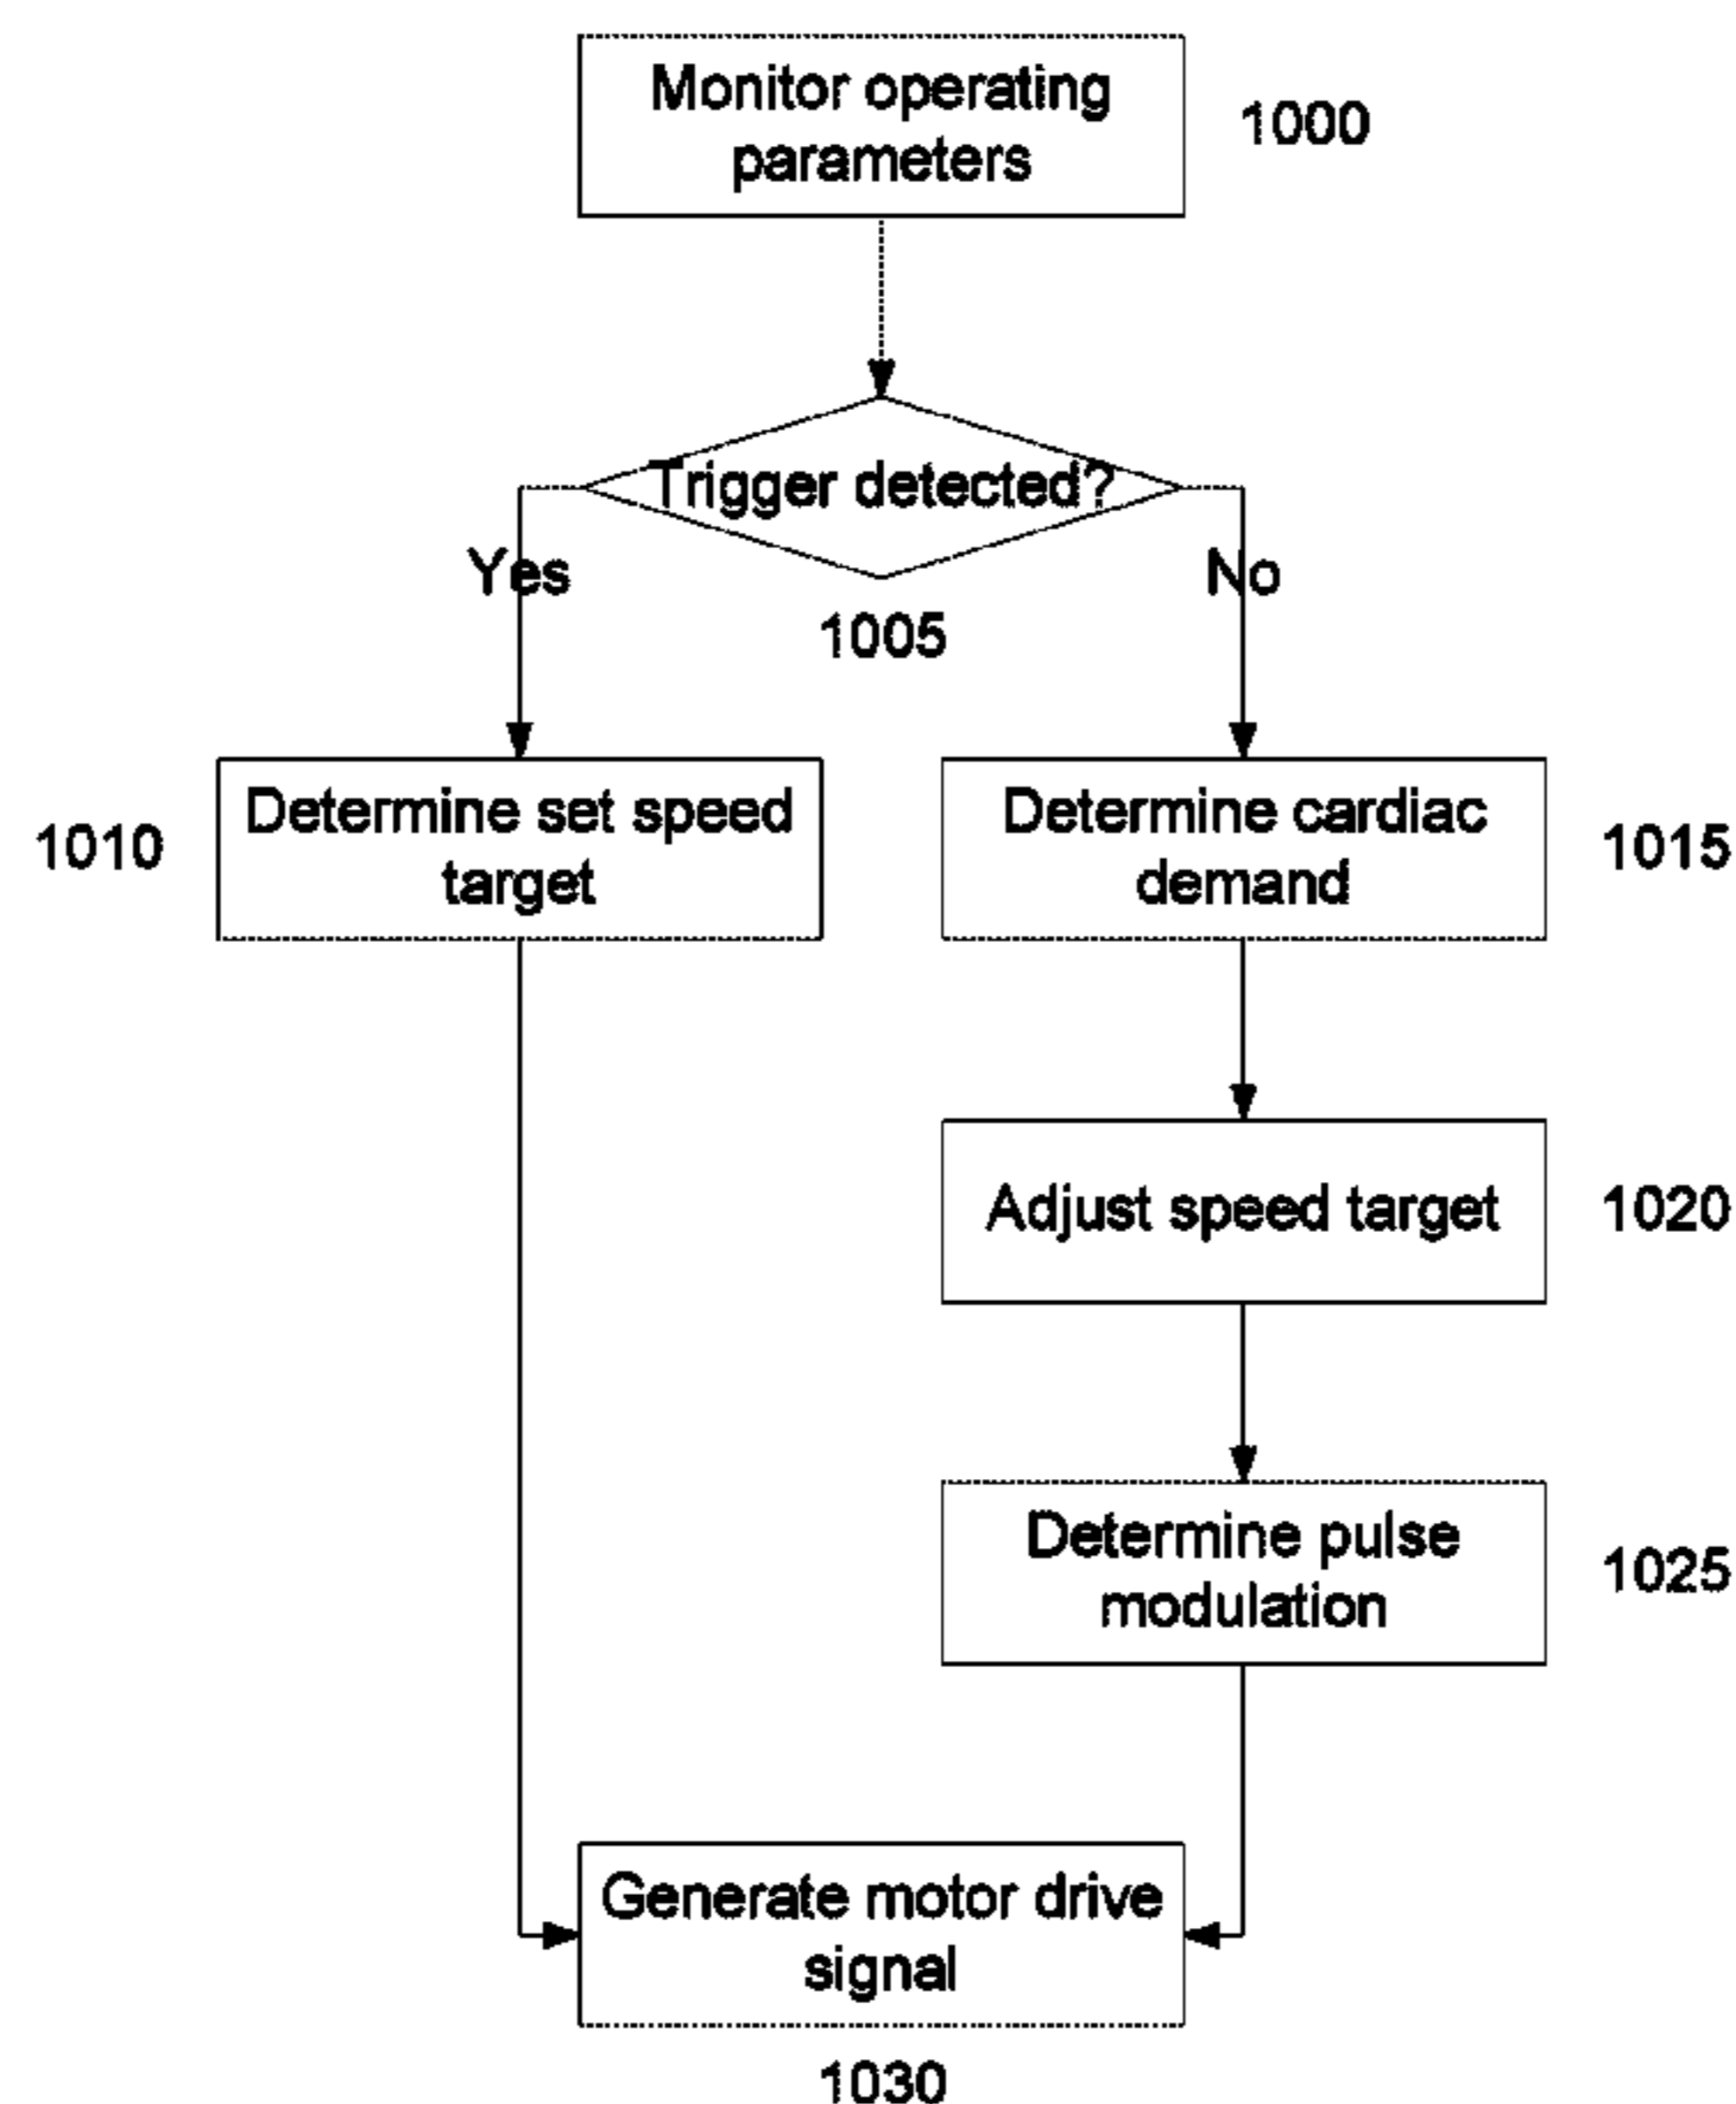 Monitor operating
parameters
1000
Trigger detected?
Yes
No
1005
Determine set speed
target
1010
Determine cardiac
demand
1015
Adjust speed target
1020
Determine pulse
modulation
1025
Generate motor drive
signal
1030